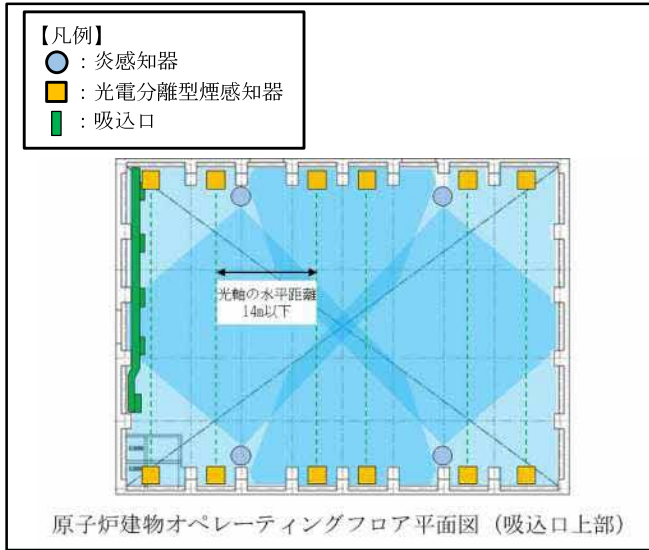 【凡例】
：炎感知器
：光電分離型煙感知器
：吸込口
光軸の水平距離
14m以下
原子炉建物オペレーティングフロア平面図（吸込口上部）